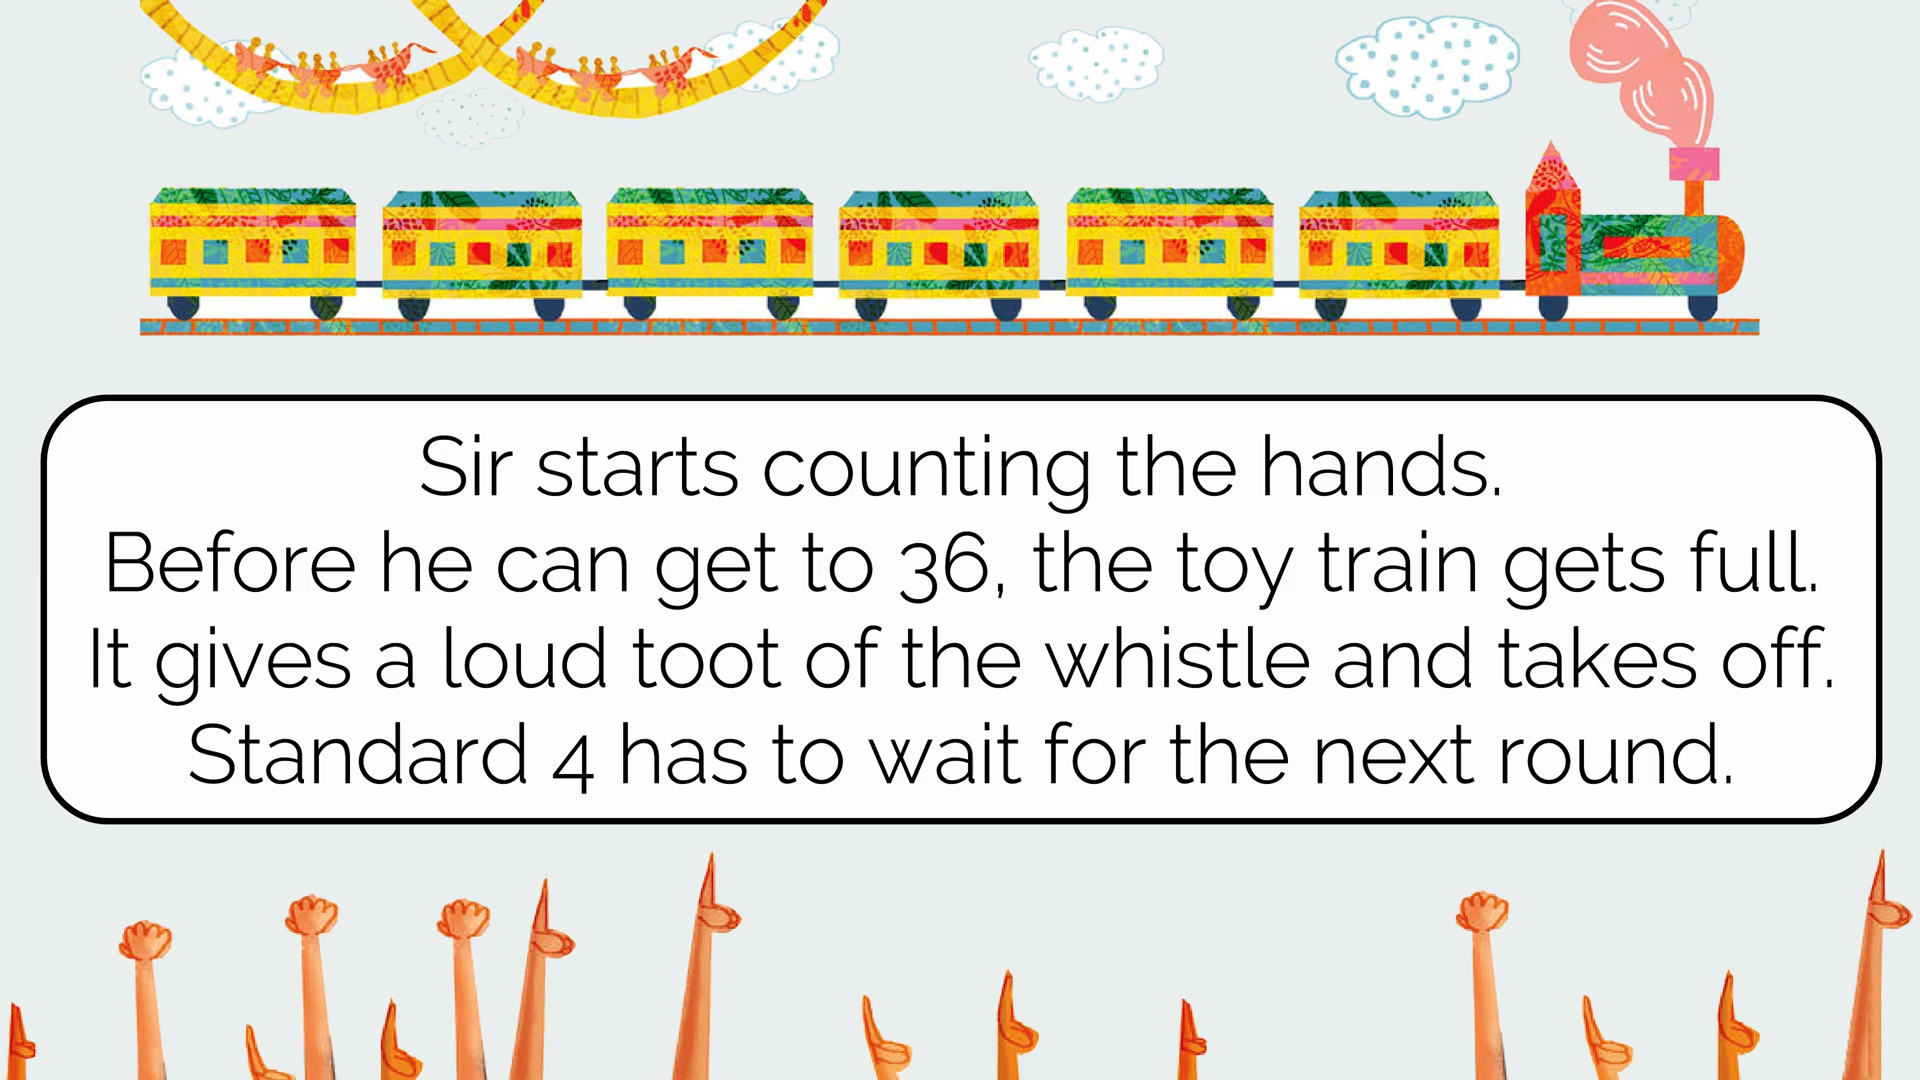 Sir starts counting the hands.
Before he can get to 36, the toy train gets full.
It gives a loud toot of the whistle and takes off.
Standard 4 has to wait for the next round.